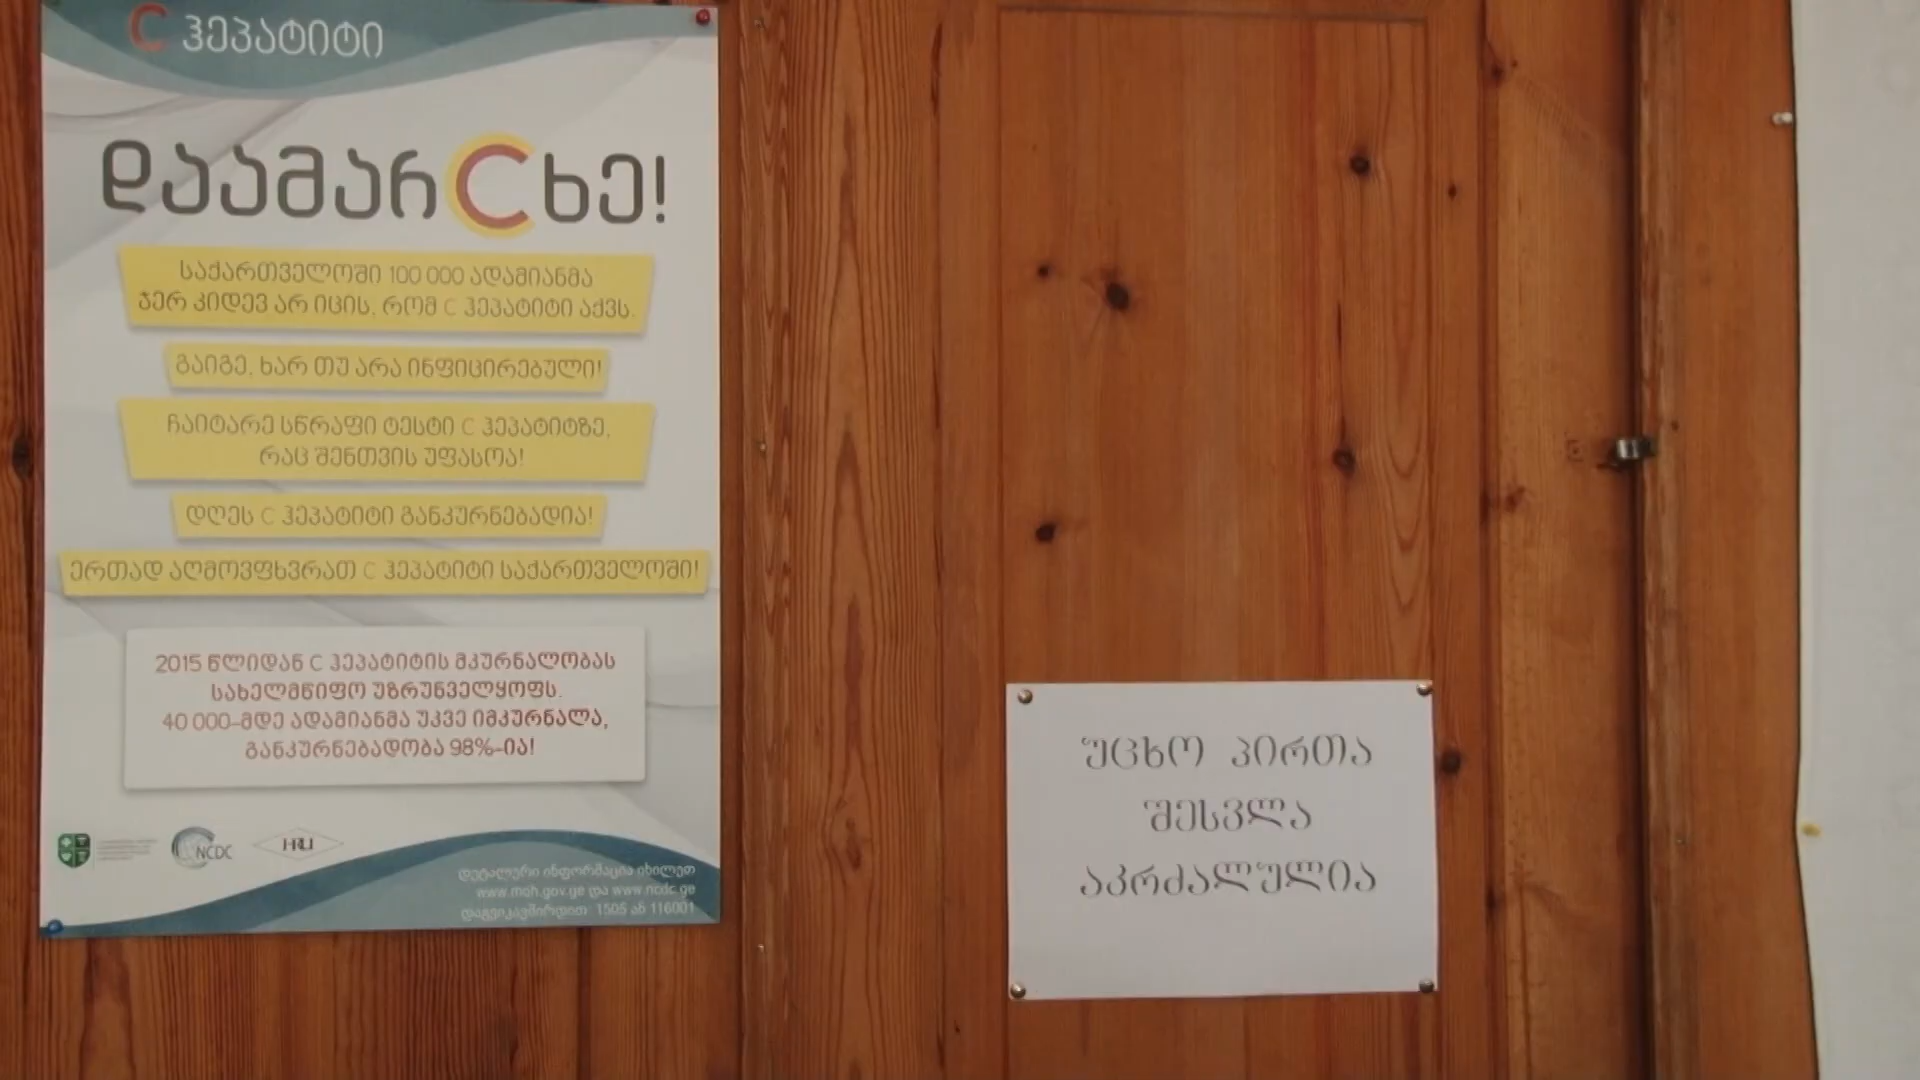 C ჰეპატიტი
დაამარCხე!
საქართველოში 100 000 ადამიანმა
ჯერ კიდევ არ იცის, რომ C ჰეპატიტი აქვს.
გაიგე, ხარ თუ არა ინფიცირებული!
ჩაიტარე სწრაფი ტესტი C ჰეპატიტზე,
რაც შენთვის უფასოა!
დღეს C ჰეპატიტი განკურნებადია!
ერთად აღმოვფხვრათ C ჰეპატიტი საქართველოში!
2015 წლიდან C ჰეპატიტის მკურნალობას
სახელმწიფო უზრუნველყოფს.
40 000-მდე ადამიანმა უკვე იმკურნალა,
განკურნებადობა 98%-ია!
NCDC
HRU
დეტალური ინფორმაცია იხილეთ
www.moh.gov.ge და www.ncdc.ge
დაგვიკავშირდით: 1505 ან 116001
უცხო პირთა
შესვლა
აკრძალულია